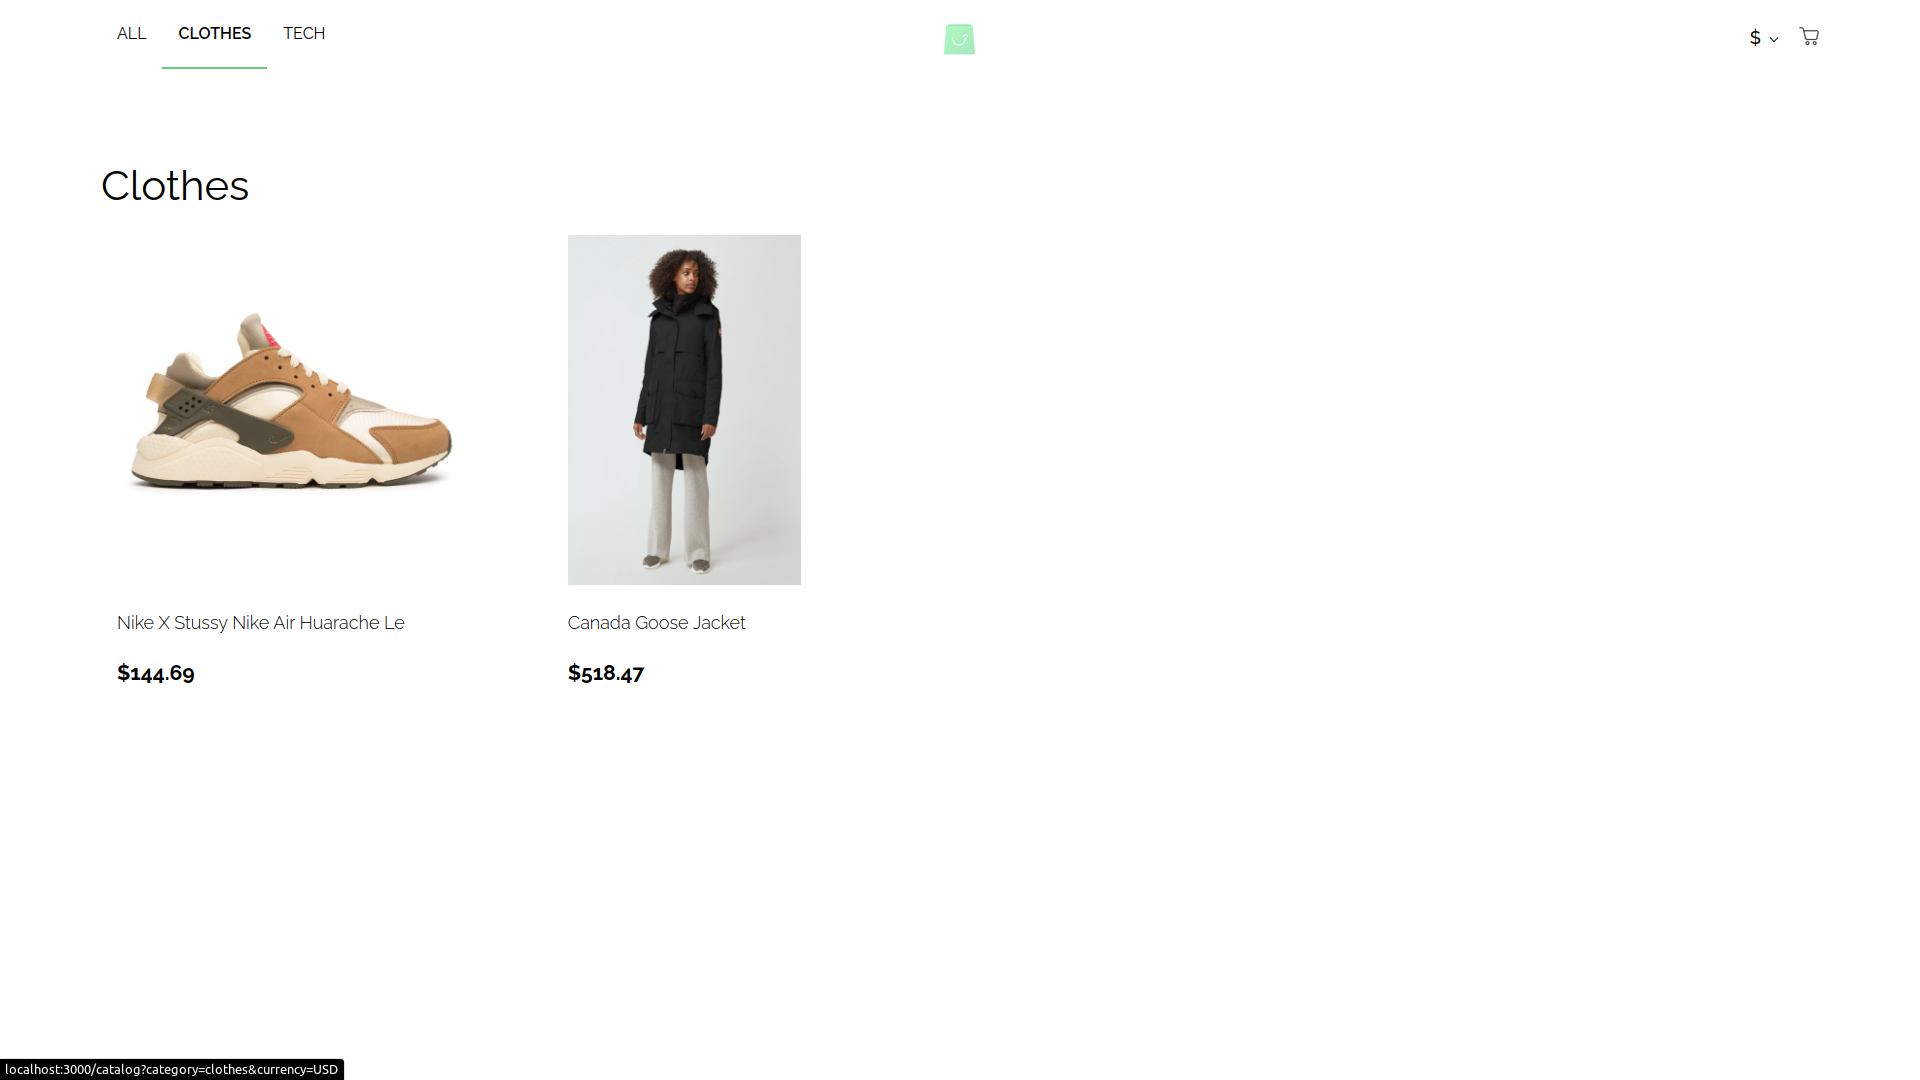 ALL
CLOTHES
TECH
$
Clothes
Nike X Stussy Nike Air Huarache Le
$144.69
Canada Goose Jacket
$518.47
localhost:3000/catalog?category=clothes&currency=USD